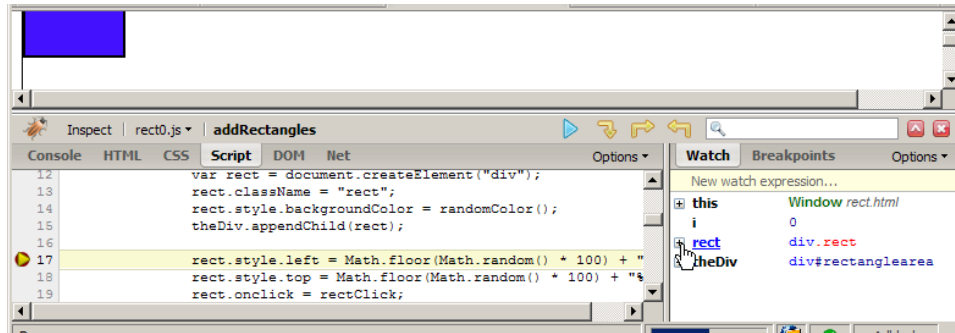 Inspect rect0.js addRectangles
Console HTML CSS Script DOM Net Options
12 var rect = document.createElement("div");
13 rect.className = "rect";
14 rect.style.backgroundColor = randomColor();
15 theDiv.appendChild(rect);
16
17 rect.style.left = Math.floor(Math.random() * 100) + "
18 rect.style.top = Math.floor(Math.random() * 100) + "%
19 rect.onclick = rectClick;
Watch Breakpoints Options
New watch expression...
this Window rect.html
i 0
rect div.rect
theDiv div#rectanglearea